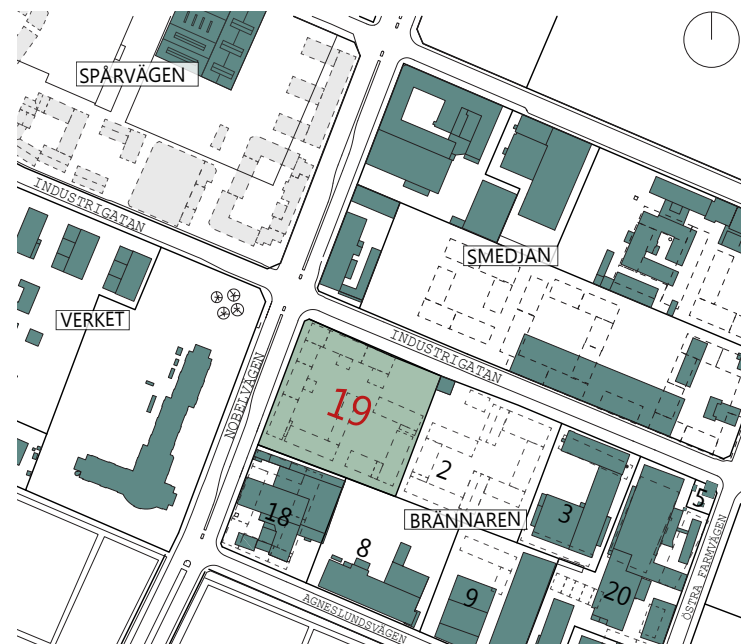 SPÅRVÄGEN
INDUSTRIGATAN
SMEDJAN
VERKET
NOBELVÄGEN
INDUSTRIGATAN
19
2
BRÄNNAREN
18
8
3
5
9
20
ÖSTRA FARMVÄGEN
AGNESLUNDSVÄGEN